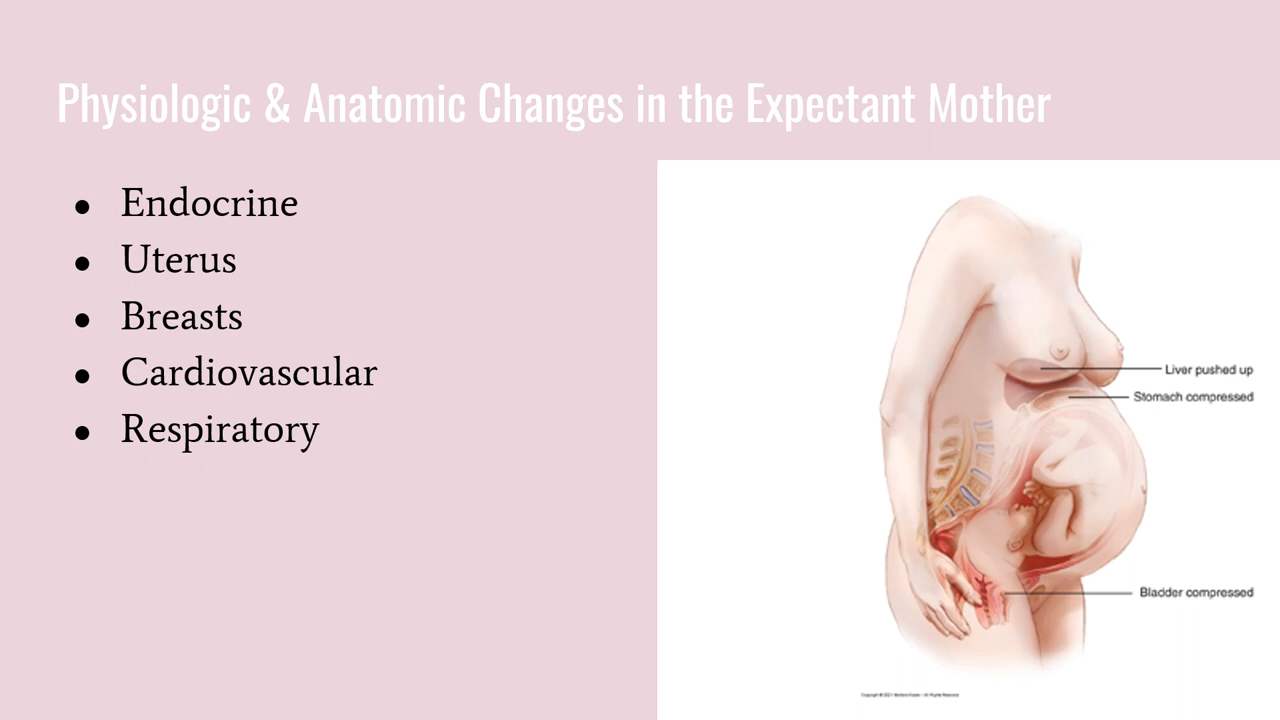 Physiologic & Anatomic Changes in the Expectant Mother
● Endocrine
● Uterus
● Breasts
● Cardiovascular
● Respiratory
Liver pushed up
Stomach compressed
Bladder compressed